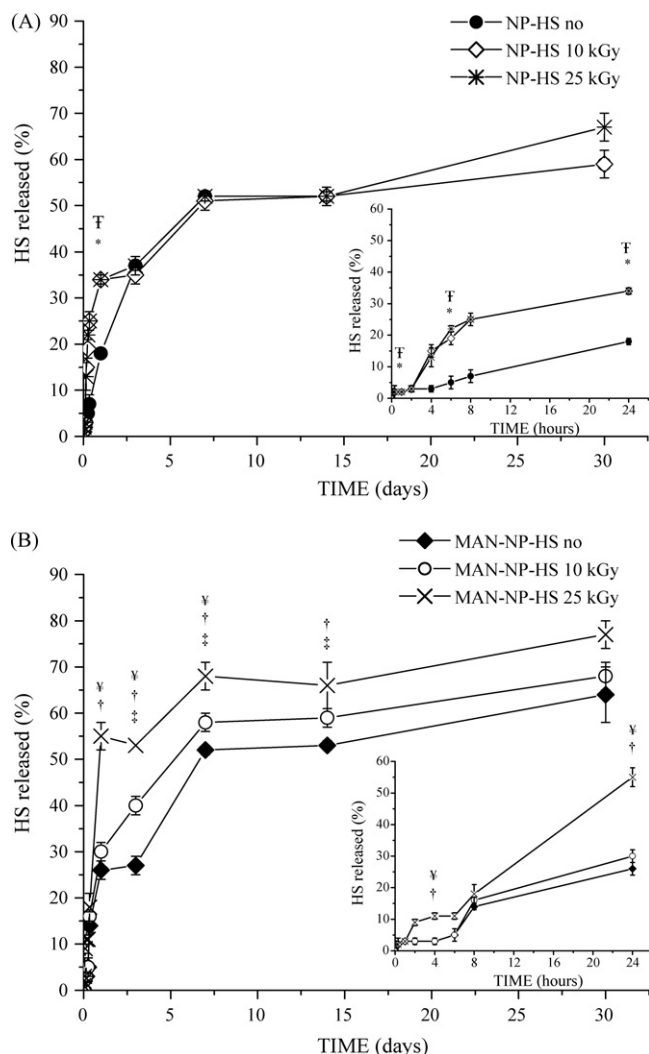 (A)
NP-HS no
NP-HS 10 kGy
NP-HS 25 kGy
HS released (%)
90
80
70
60
50
40
30
20
10
0
0 5 10 15 20 25 30
TIME (days)
Ŧ
*
HS released (%)
60
50
40
30
20
10
0
0 4 8 12 16 20 24
TIME (hours)
Ŧ
*
Ŧ
*
Ŧ
*
(B)
MAN-NP-HS no
MAN-NP-HS 10 kGy
MAN-NP-HS 25 kGy
HS released (%)
90
80
70
60
50
40
30
20
10
0
0 5 10 15 20 25 30
TIME (days)
¥
†
¥
†
‡
¥
†
‡
†
‡
HS released (%)
60
50
40
30
20
10
0
0 4 8 12 16 20 24
TIME (hours)
¥
†
¥
†